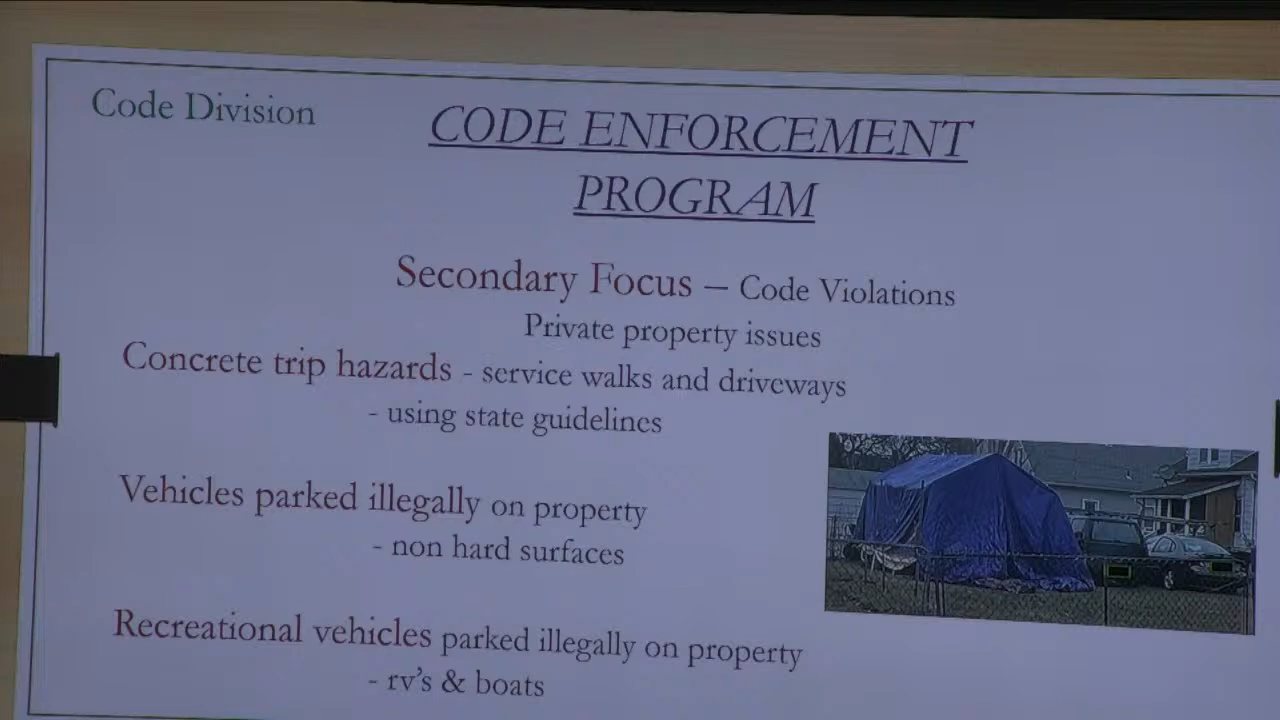 Code Division
CODE ENFORCEMENT
PROGRAM
Secondary Focus – Code Violations
Private property issues
Concrete trip hazards - service walks and driveways
- using state guidelines
Vehicles parked illegally on property
- non hard surfaces
Recreational vehicles parked illegally on property
- rv's & boats